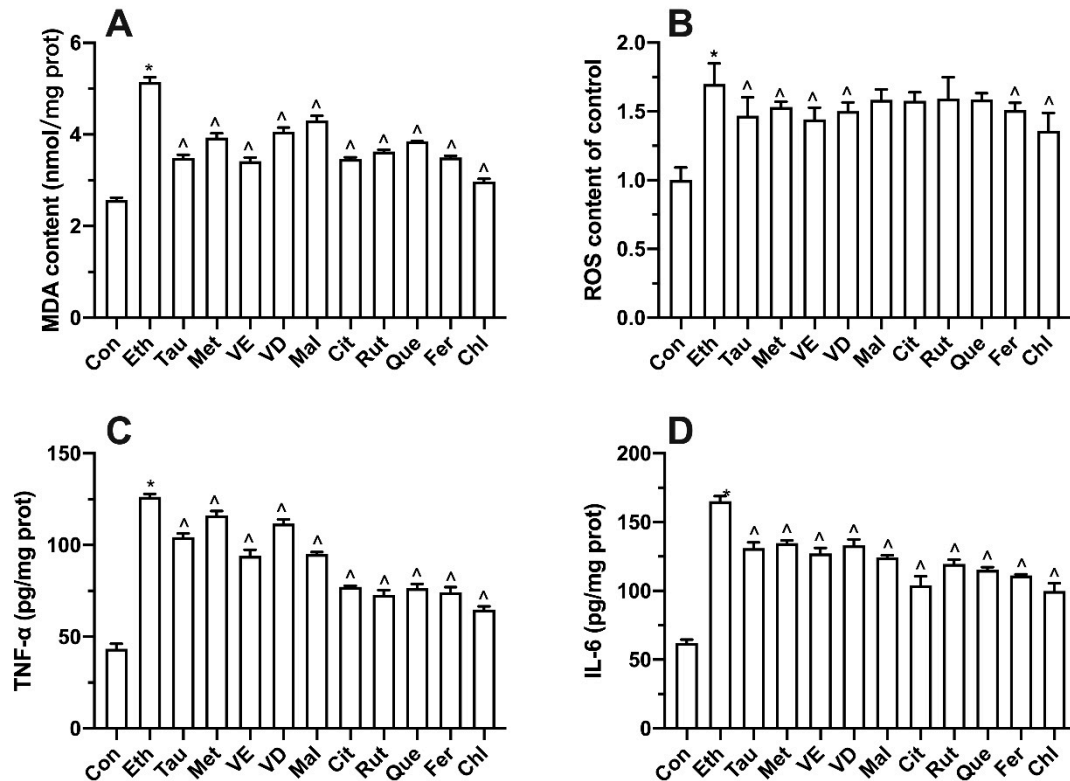 A
MDA content (nmol/mg prot)
6
4
2
0
*
^ ^ ^ ^ ^ ^ ^ ^ ^ ^
Con Eth Tau Met VE VD Mal Cit Rut Que Fer Chl
B
ROS content of control
2.0
1.5
1.0
0.5
0.0
*
^ ^ ^ ^ ^ ^
Con Eth Tau Met VE VD Mal Cit Rut Que Fer Chl
C
TNF-α (pg/mg prot)
150
100
50
0
*
^ ^ ^ ^ ^ ^ ^ ^ ^ ^
Con Eth Tau Met VE VD Mal Cit Rut Que Fer Chl
D
IL-6 (pg/mg prot)
200
150
100
50
0
*
^ ^ ^ ^ ^ ^ ^ ^ ^ ^
Con Eth Tau Met VE VD Mal Cit Rut Que Fer Chl